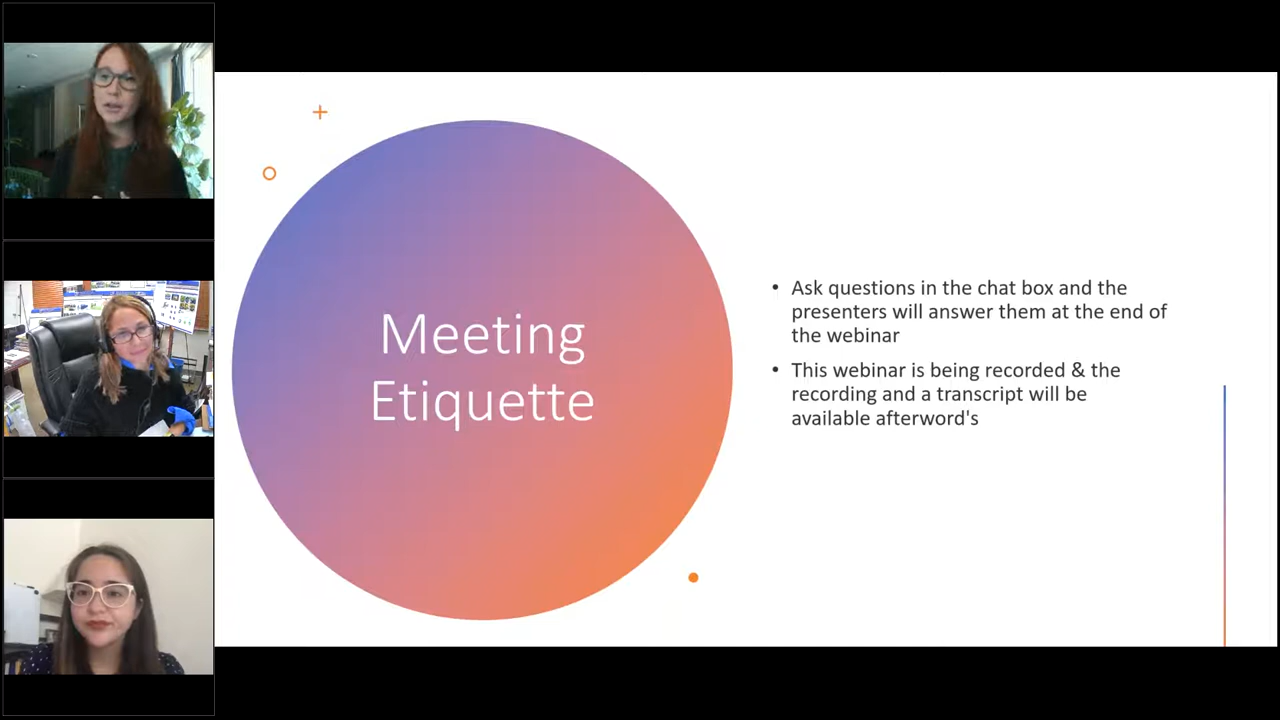 Meeting
Etiquette
• Ask questions in the chat box and the
presenters will answer them at the end of
the webinar
• This webinar is being recorded & the
recording and a transcript will be
available afterword's